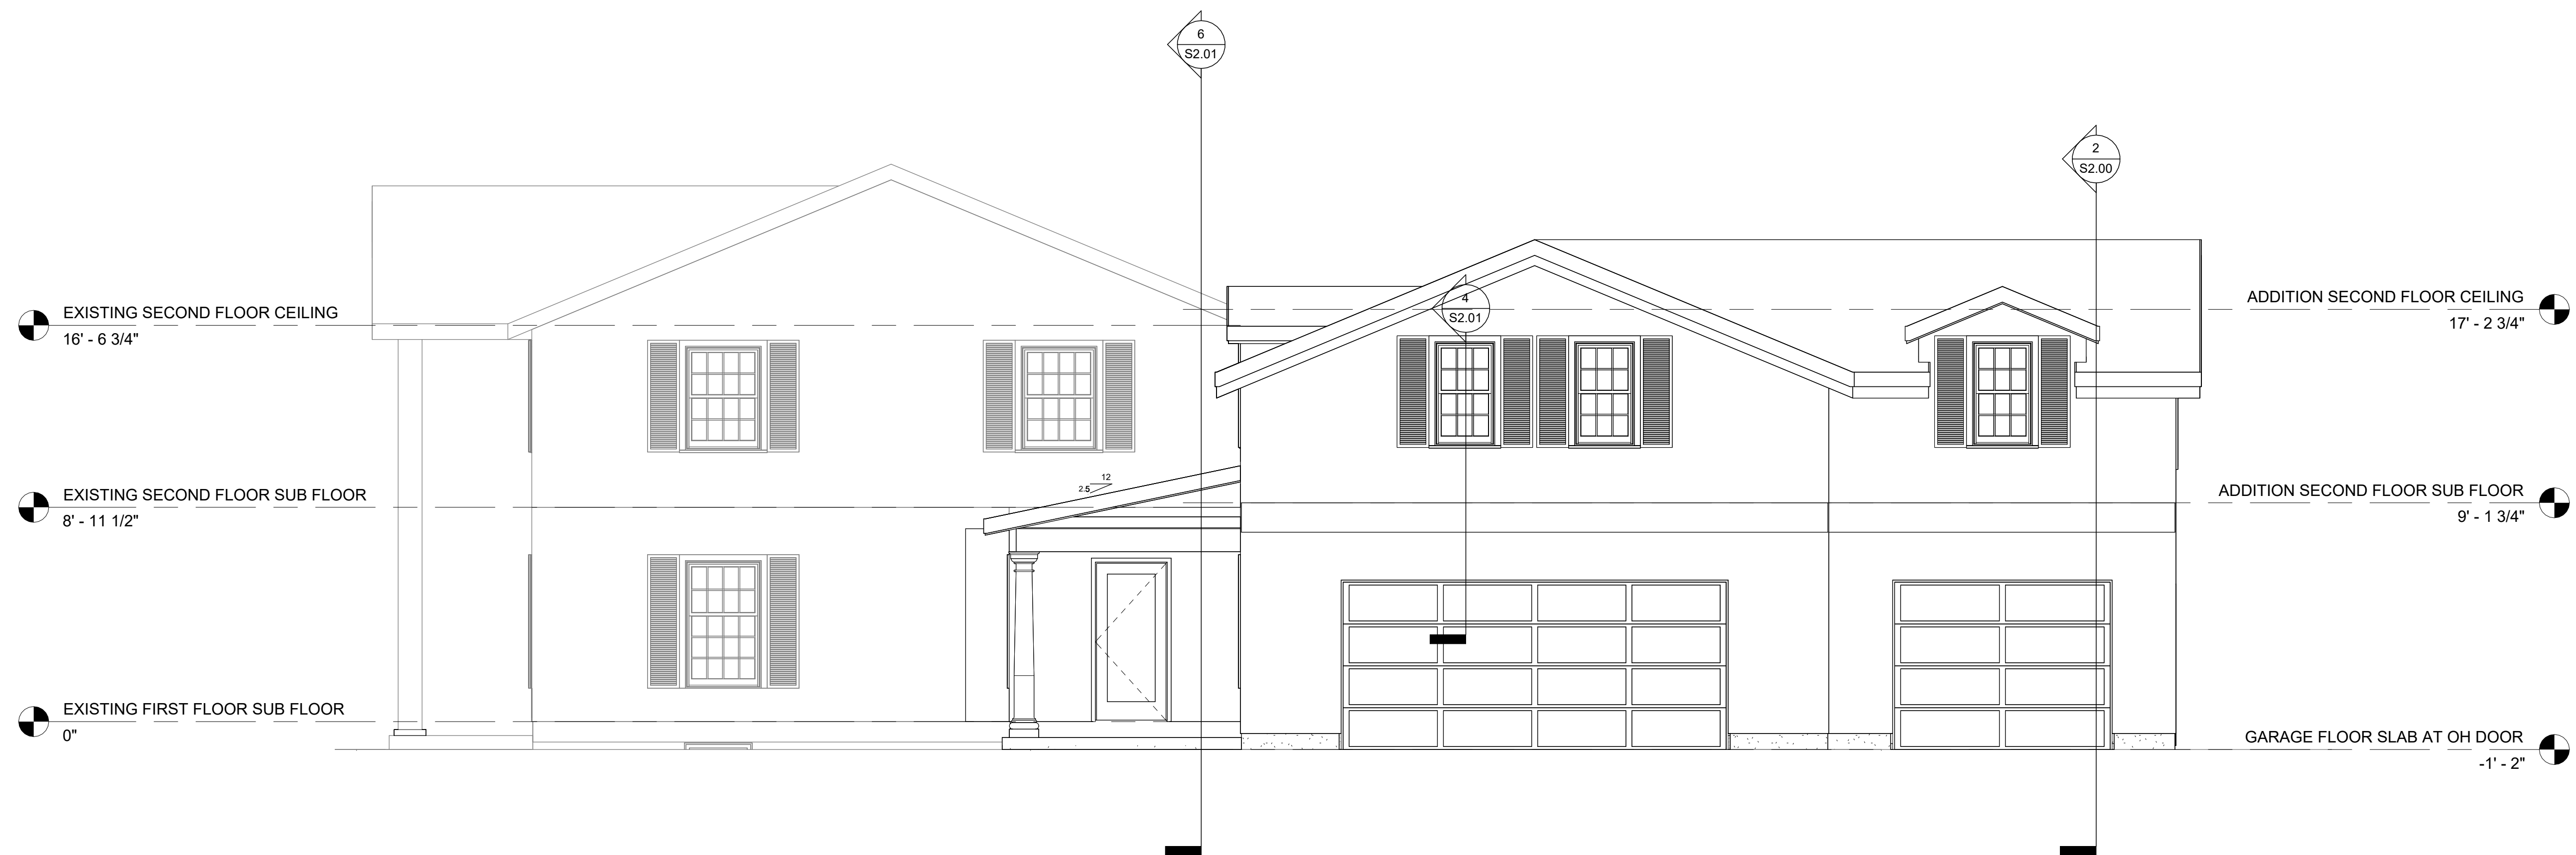 6
S2.01
2
S2.00
4
S2.01
EXISTING SECOND FLOOR CEILING
16' - 6 3/4"
ADDITION SECOND FLOOR CEILING
17' - 2 3/4"
12
2.5
EXISTING SECOND FLOOR SUB FLOOR
8' - 11 1/2"
ADDITION SECOND FLOOR SUB FLOOR
9' - 1 3/4"
EXISTING FIRST FLOOR SUB FLOOR
0"
GARAGE FLOOR SLAB AT OH DOOR
-1' - 2"